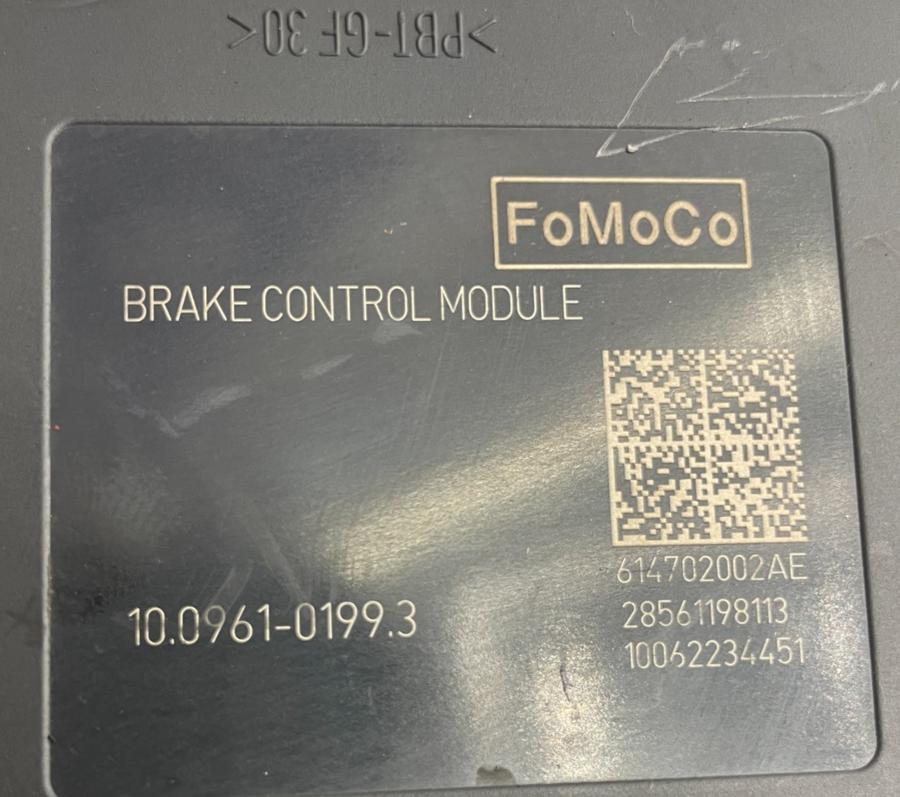 >PBT-GF 30<
FoMoCo
BRAKE CONTROL MODULE
614702002AE
28561198113
10.0961-0199.3
10062234451